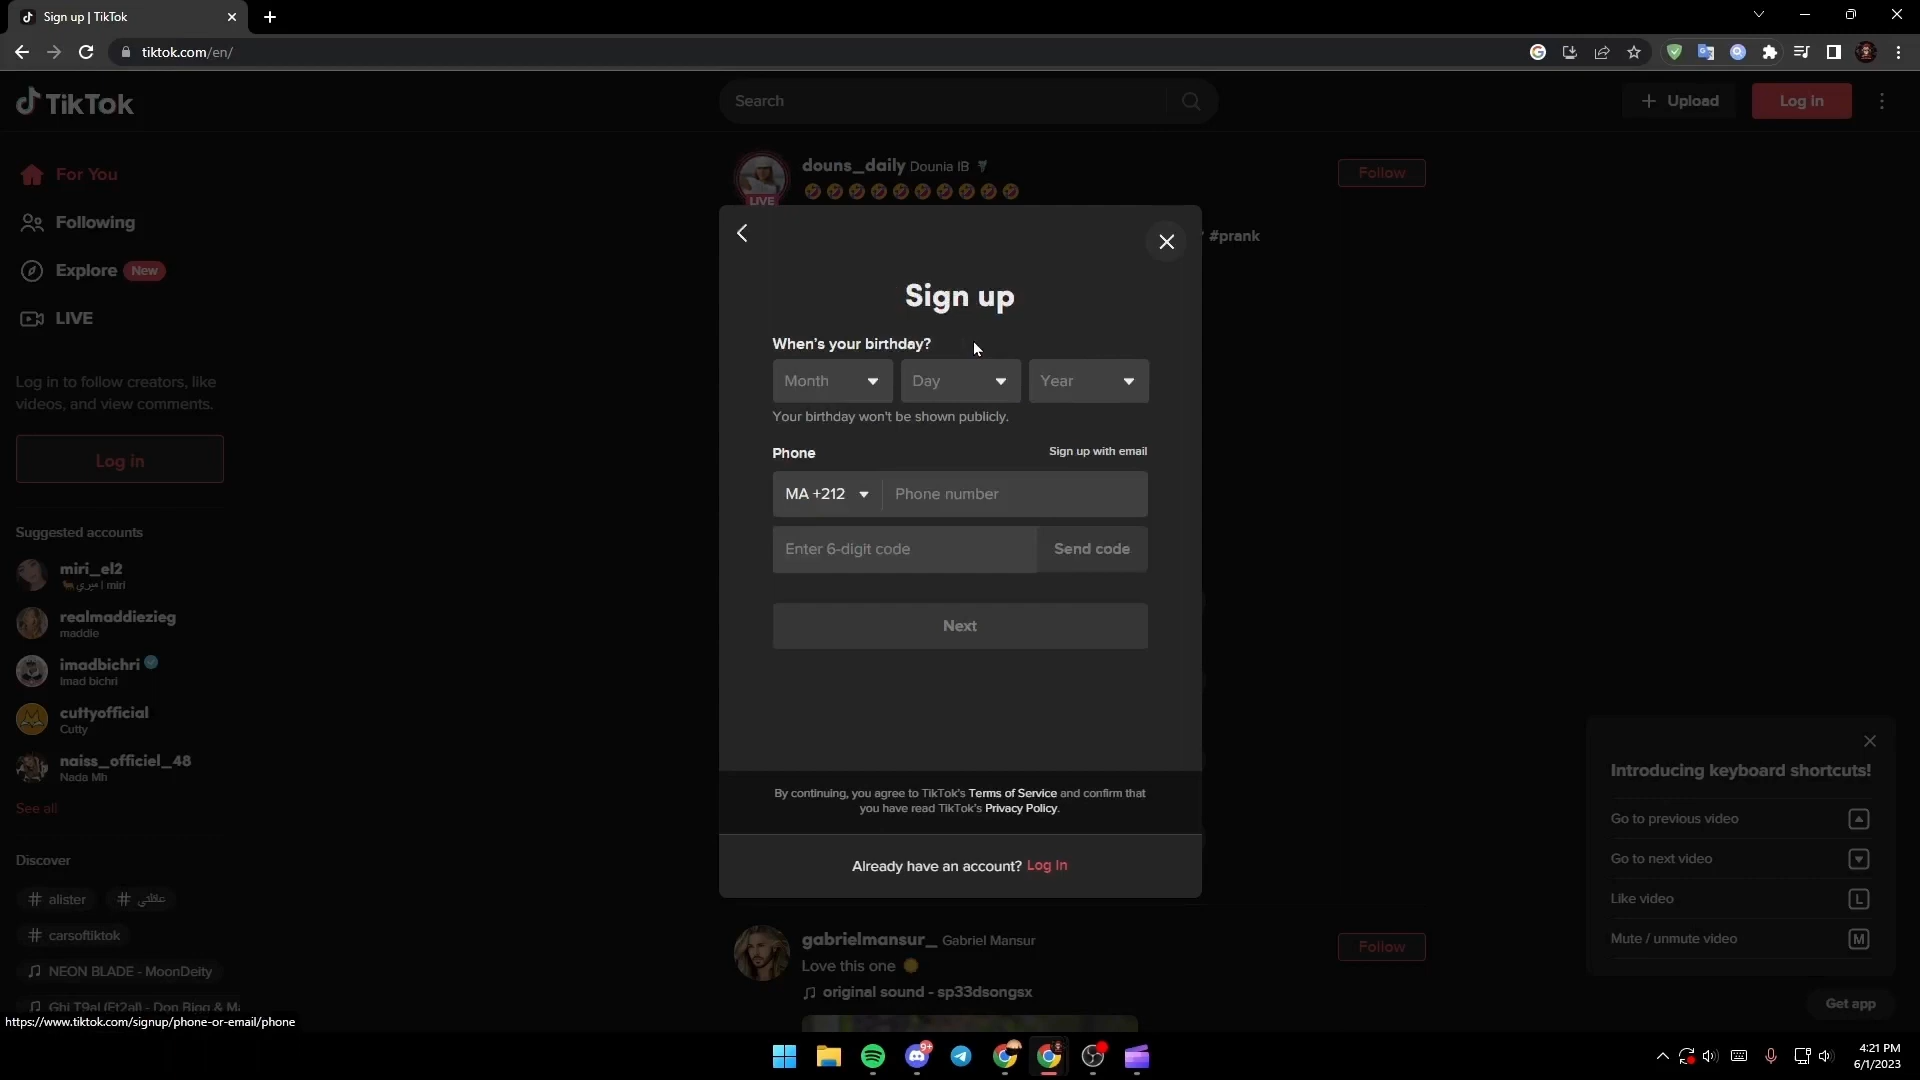 Sign up | TikTok
tiktok.com/en/
TikTok
Search
Upload
Log in
For You
Following
Explore New
LIVE
Log in to follow creators, like
videos, and view comments.
Log in
Suggested accounts
miri_el2
ميري | miri
realmaddiezieg
maddie
imadbichri
Imad bichri
cuttyofficial
Cutty
naiss_officiel_48
Nada Mh
See all
Discover
# alister
# carsoftiktok
NEON BLADE - MoonDeity
https://www.tiktok.com/signup/phone-or-email/phone
douns_daily Dounia IB
LIVE
Follow
#prank
Sign up
When's your birthday?
Month Day Year
Your birthday won't be shown publicly.
Phone Sign up with email
MA +212 Phone number
Enter 6-digit code Send code
Next
By continuing, you agree to TikTok's Terms of Service and confirm that
you have read TikTok's Privacy Policy.
Already have an account? Log in
gabrielmansur_ Gabriel Mansur
Love this one
original sound - sp33dsongsx
Follow
Introducing keyboard shortcuts!
Go to previous video
Go to next video
Like video L
Mute / unmute video M
Get app
9+
4:21 PM
6/1/2023